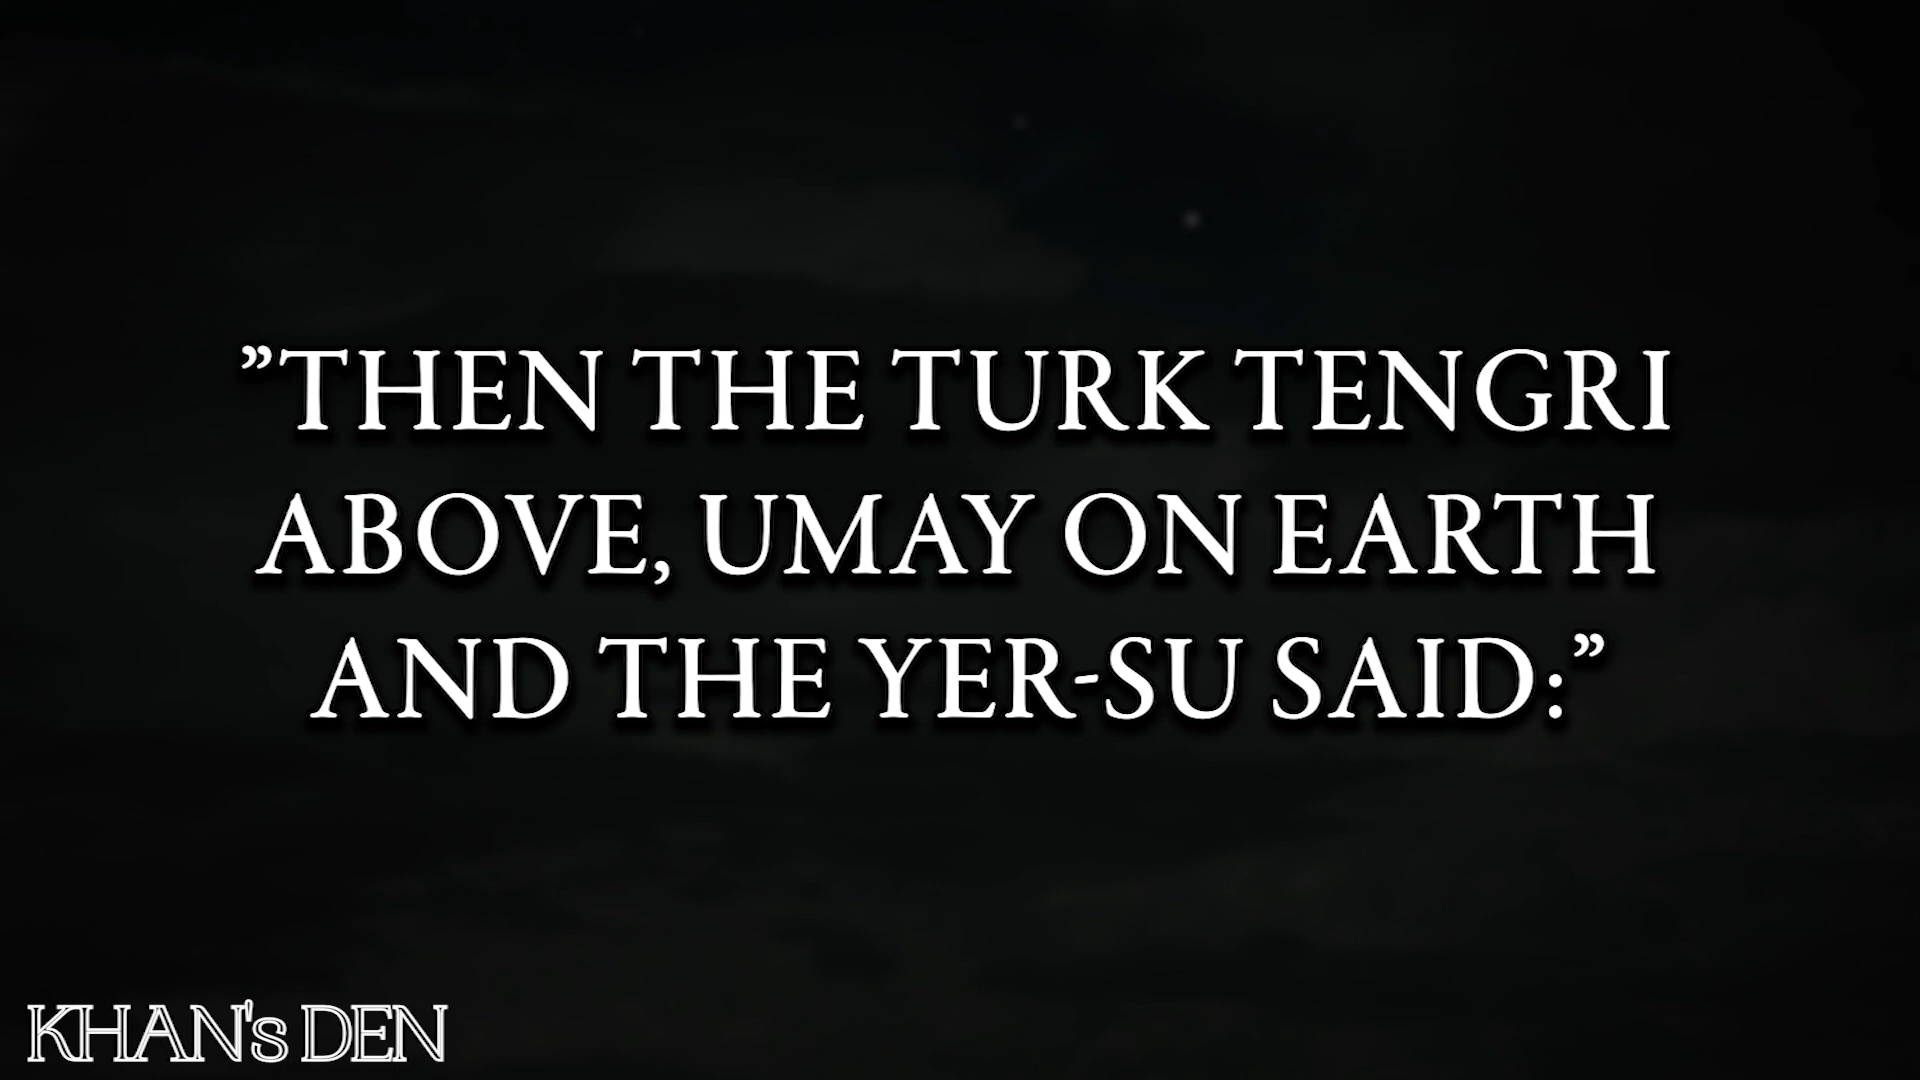 ”THEN THE TURK TENGRI
ABOVE, UMAY ON EARTH
AND THE YER-SU SAID:”
KHAN's DEN